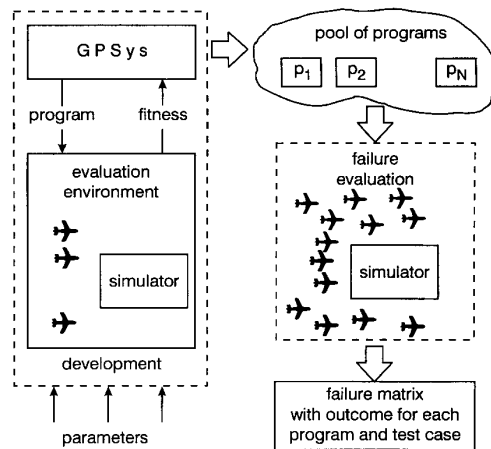 GPSys
program
fitness
evaluation
environment
simulator
development
parameters
pool of programs
p1
p2
pN
failure
evaluation
simulator
failure matrix
with outcome for each
program and test case